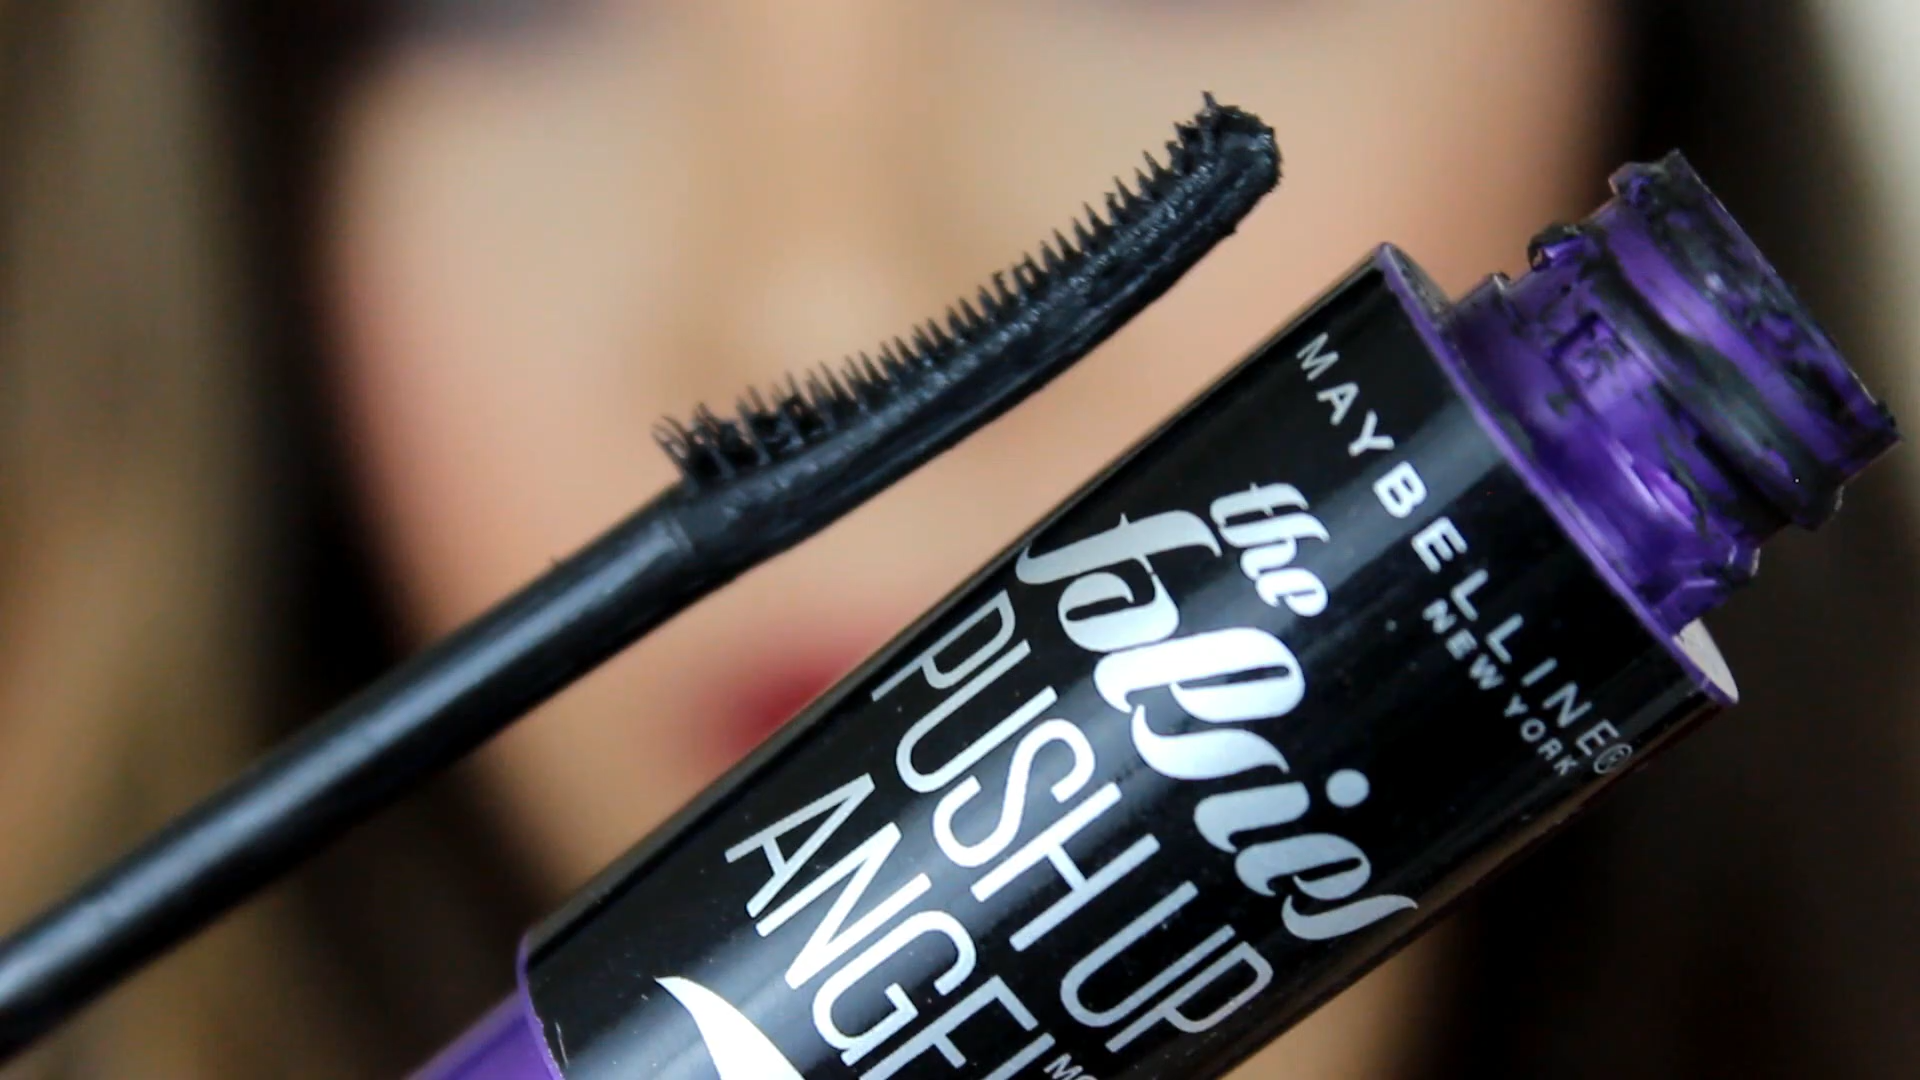 MAYBELLINE®
NEW YORK
the
falsies
PUSH UP
ANGEL